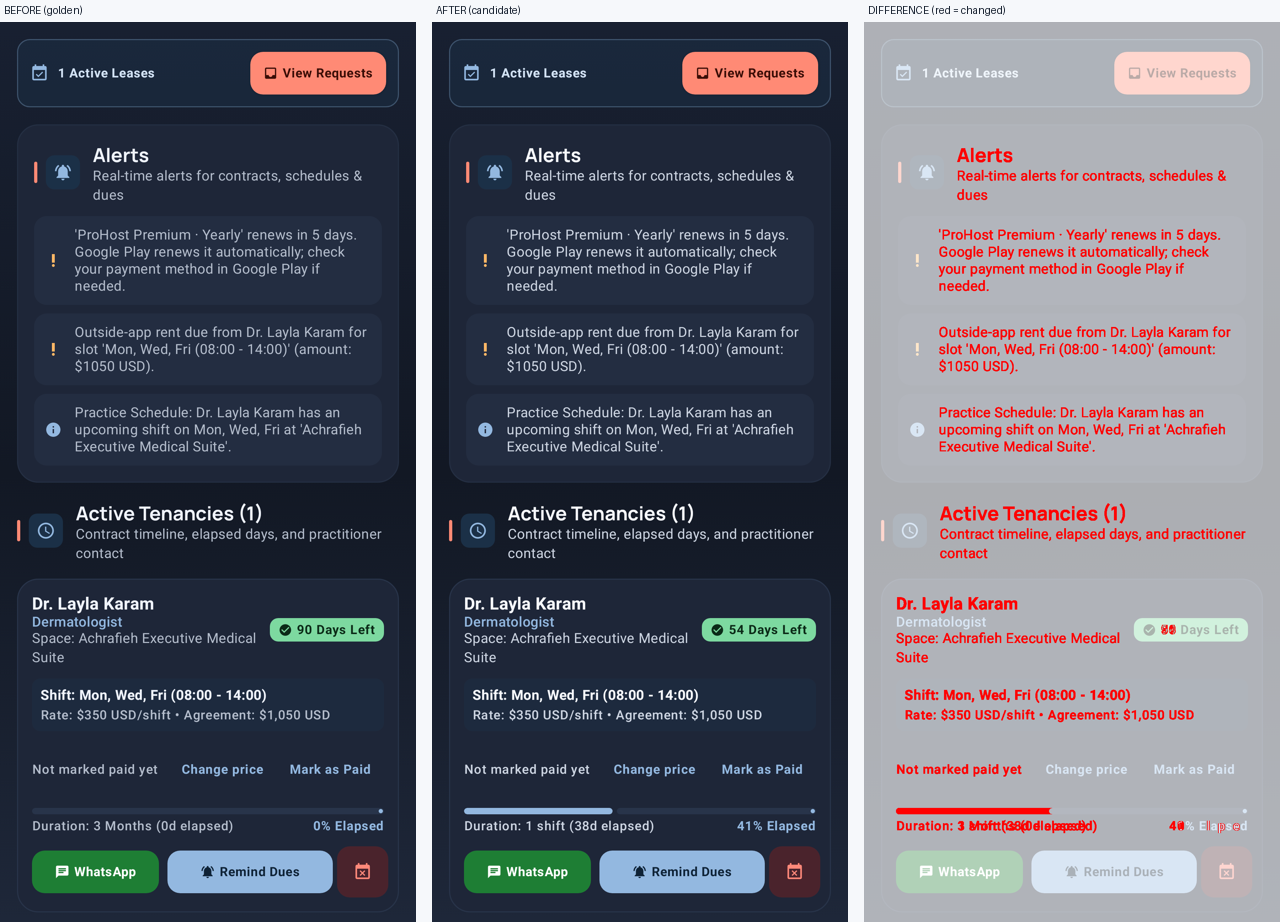 BEFORE (golden)
1 Active Leases
View Requests
Alerts
Real-time alerts for contracts, schedules &
dues
'ProHost Premium · Yearly' renews in 5 days.
Google Play renews it automatically; check
your payment method in Google Play if
needed.
Outside-app rent due from Dr. Layla Karam for
slot 'Mon, Wed, Fri (08:00 - 14:00)' (amount:
$1050 USD).
Practice Schedule: Dr. Layla Karam has an
upcoming shift on Mon, Wed, Fri at 'Achrafieh
Executive Medical Suite'.
Active Tenancies (1)
Contract timeline, elapsed days, and practitioner
contact
Dr. Layla Karam
Dermatologist
90 Days Left
Space: Achrafieh Executive Medical
Suite
Shift: Mon, Wed, Fri (08:00 - 14:00)
Rate: $350 USD/shift • Agreement: $1,050 USD
Not marked paid yet
Change price
Mark as Paid
Duration: 3 Months (0d elapsed)
0% Elapsed
WhatsApp
Remind Dues
AFTER (candidate)
1 Active Leases
View Requests
Alerts
Real-time alerts for contracts, schedules &
dues
'ProHost Premium · Yearly' renews in 5 days.
Google Play renews it automatically; check
your payment method in Google Play if
needed.
Outside-app rent due from Dr. Layla Karam for
slot 'Mon, Wed, Fri (08:00 - 14:00)' (amount:
$1050 USD).
Practice Schedule: Dr. Layla Karam has an
upcoming shift on Mon, Wed, Fri at 'Achrafieh
Executive Medical Suite'.
Active Tenancies (1)
Contract timeline, elapsed days, and practitioner
contact
Dr. Layla Karam
Dermatologist
54 Days Left
Space: Achrafieh Executive Medical
Suite
Shift: Mon, Wed, Fri (08:00 - 14:00)
Rate: $350 USD/shift • Agreement: $1,050 USD
Not marked paid yet
Change price
Mark as Paid
Duration: 1 shift (38d elapsed)
41% Elapsed
WhatsApp
Remind Dues
DIFFERENCE (red = changed)
1 Active Leases
View Requests
Alerts
Real-time alerts for contracts, schedules &
dues
'ProHost Premium · Yearly' renews in 5 days.
Google Play renews it automatically; check
your payment method in Google Play if
needed.
Outside-app rent due from Dr. Layla Karam for
slot 'Mon, Wed, Fri (08:00 - 14:00)' (amount:
$1050 USD).
Practice Schedule: Dr. Layla Karam has an
upcoming shift on Mon, Wed, Fri at 'Achrafieh
Executive Medical Suite'.
Active Tenancies (1)
Contract timeline, elapsed days, and practitioner
contact
Dr. Layla Karam
Dermatologist
Days Left
Space: Achrafieh Executive Medical
Suite
Shift: Mon, Wed, Fri (08:00 - 14:00)
Rate: $350 USD/shift • Agreement: $1,050 USD
Not marked paid yet
Change price
Mark as Paid
Duration:
WhatsApp
Remind Dues